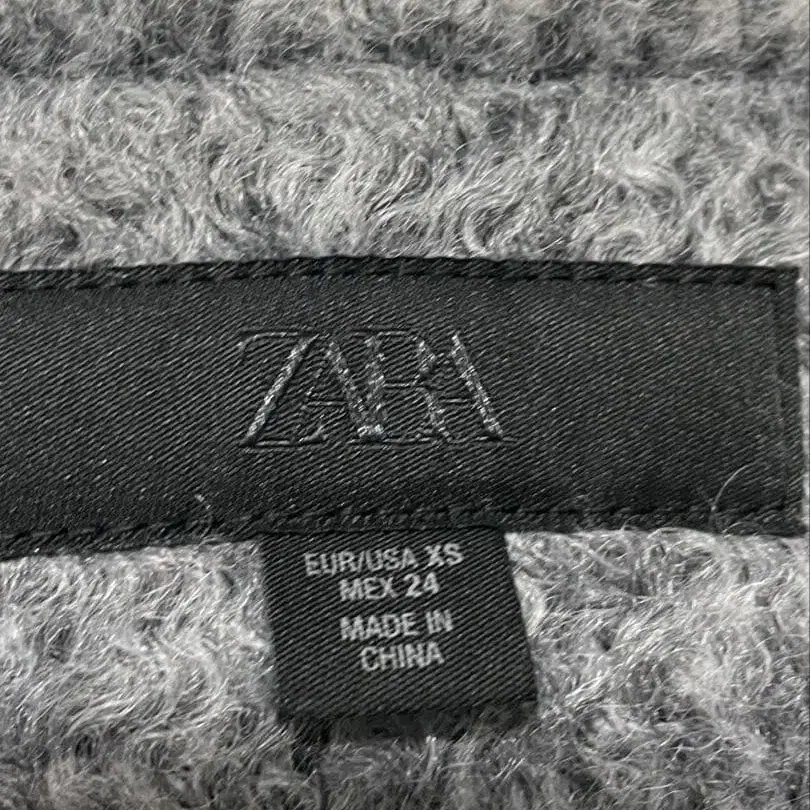 ZARA
EUR/USA XS
MEX 24
MADE IN
CHINA